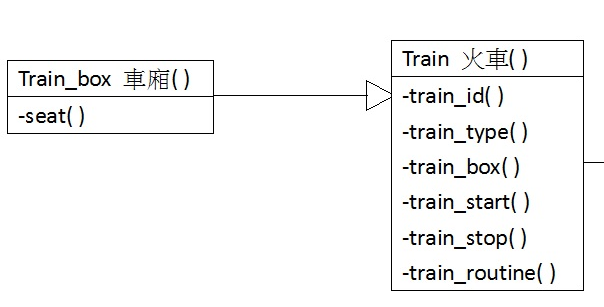 Train_box 車廂( )
-seat( )
Train 火車( )
-train_id( )
-train_type( )
-train_box( )
-train_start( )
-train_stop( )
-train_routine( )